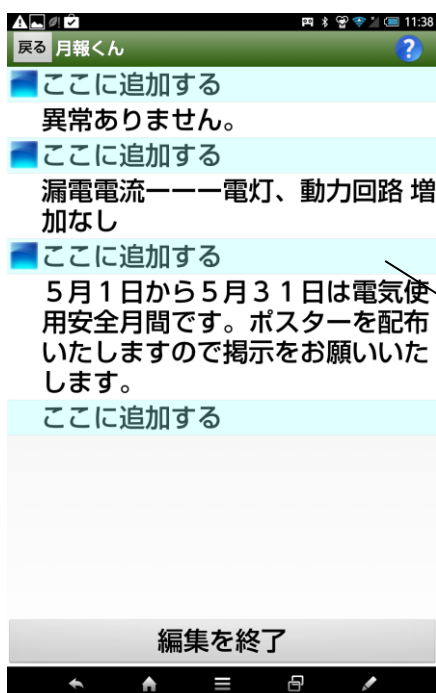 11:38
戻る 月報くん ?
ここに追加する
異常ありません。
ここに追加する
漏電電流ーーー電灯、動力回路 増
加なし
ここに追加する
５月１日から５月３１日は電気使
用安全月間です。ポスターを配布
いたしますので掲示をお願いいた
します。
ここに追加する
編集を終了